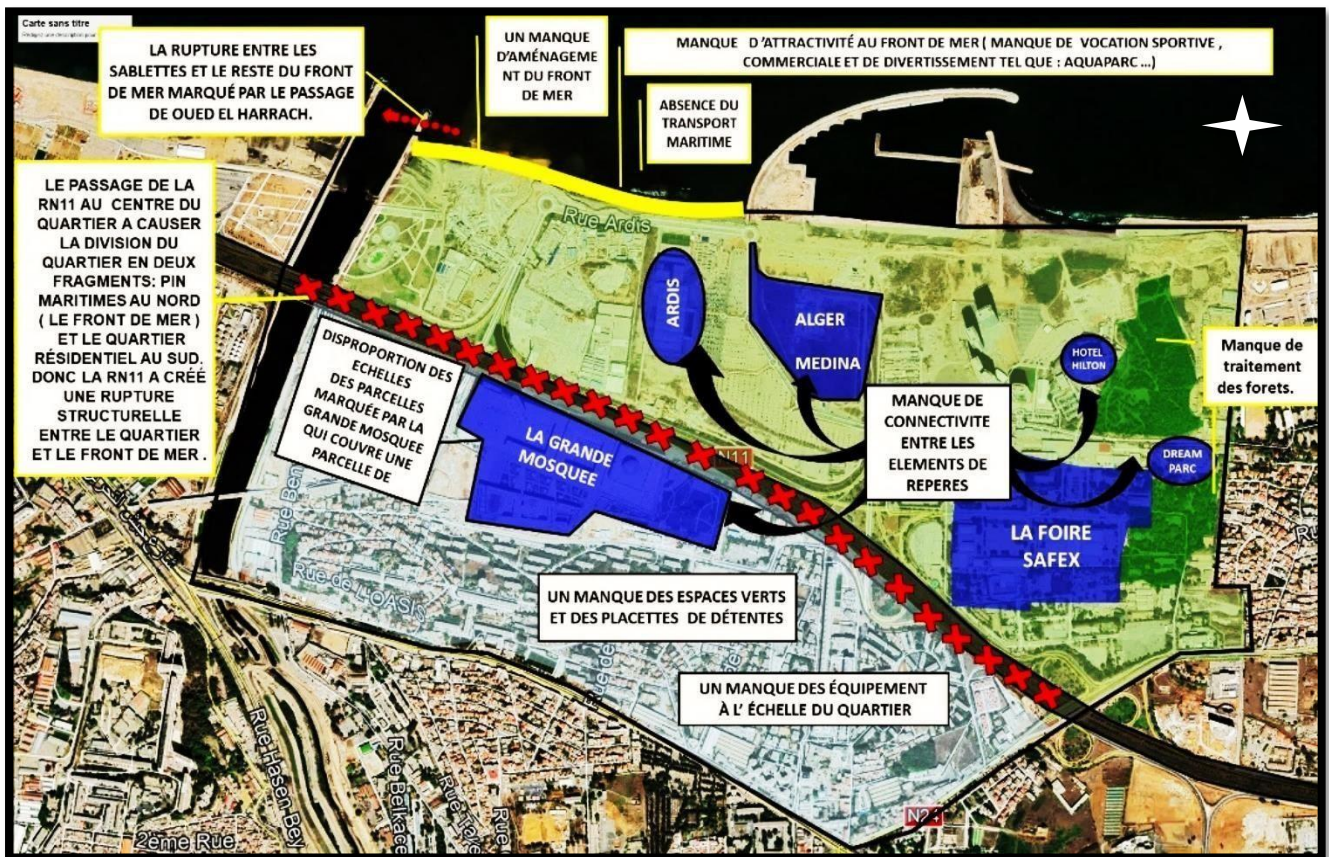 Carte sans titre
LA RUPTURE ENTRE LES
SABLETTES ET LE RESTE DU FRONT
DE MER MARQUÉ PAR LE PASSAGE
DE OUED EL HARRACH.
UN MANQUE
D'AMÉNAGEME
NT DU FRONT
DE MER
MANQUE D'ATTRACTIVITÉ AU FRONT DE MER ( MANQUE DE VOCATION SPORTIVE ,
COMMERCIALE ET DE DIVERTISSEMENT TEL QUE : AQUAPARC ...)
ABSENCE DU
TRANSPORT
MARITIME
LE PASSAGE DE LA
RN11 AU CENTRE DU
QUARTIER A CAUSER
LA DIVISION DU
QUARTIER EN DEUX
FRAGMENTS: PIN
MARITIMES AU NORD
( LE FRONT DE MER )
ET LE QUARTIER
RÉSIDENTIEL AU SUD.
DONC LA RN11 A CRÉÉ
UNE RUPTURE
STRUCTURELLE
ENTRE LE QUARTIER
ET LE FRONT DE MER .
Rue Ardis
ARDIS
ALGER
MEDINA
HOTEL
HILTON
Manque de
traitement
des forets.
DISPROPORTION DES
ECHELLES
DES PARCELLES
MARQUÉE PAR LA
GRANDE MOSQUEE
QUI COUVRE UNE
PARCELLE DE
LA GRANDE
MOSQUEE
N11
MANQUE DE
CONNECTIVITE
ENTRE LES
ELEMENTS DE
REPERES
DREAM
PARC
LA FOIRE
SAFEX
Rue Ben
Rue de L'OASIS
UN MANQUE DES ESPACES VERTS
ET DES PLACETTES DE DÉTENTES
Rue de
UN MANQUE DES ÉQUIPEMENT
À L' ÉCHELLE DU QUARTIER
Rue Hasen Bey
Rue Belkace
Rue
2ème Rue
N24